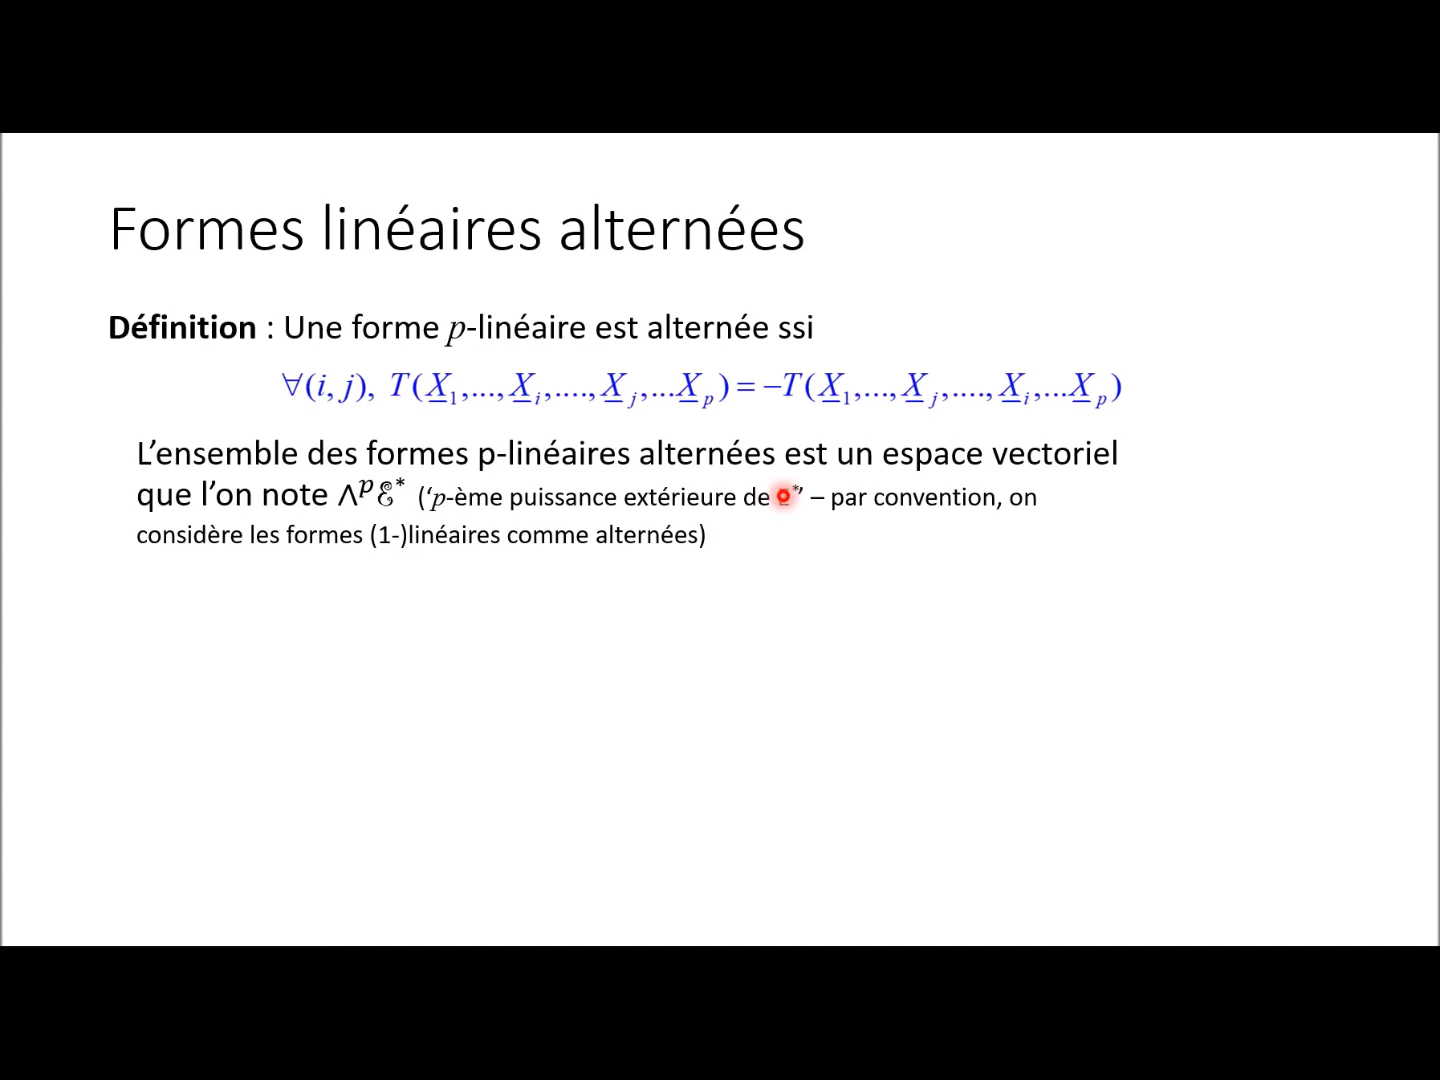 Formes linéaires alternées
Définition : Une forme p-linéaire est alternée ssi
∀(i, j), T(X₁,...,Xᵢ,....,Xⱼ,...Xₚ) = −T(X₁,...,Xⱼ,....,Xᵢ,...Xₚ)
L’ensemble des formes p-linéaires alternées est un espace vectoriel
que l’on note Λᵖℰ* (‘p-ème puissance extérieure de *’ – par convention, on
considère les formes (1-)linéaires comme alternées)